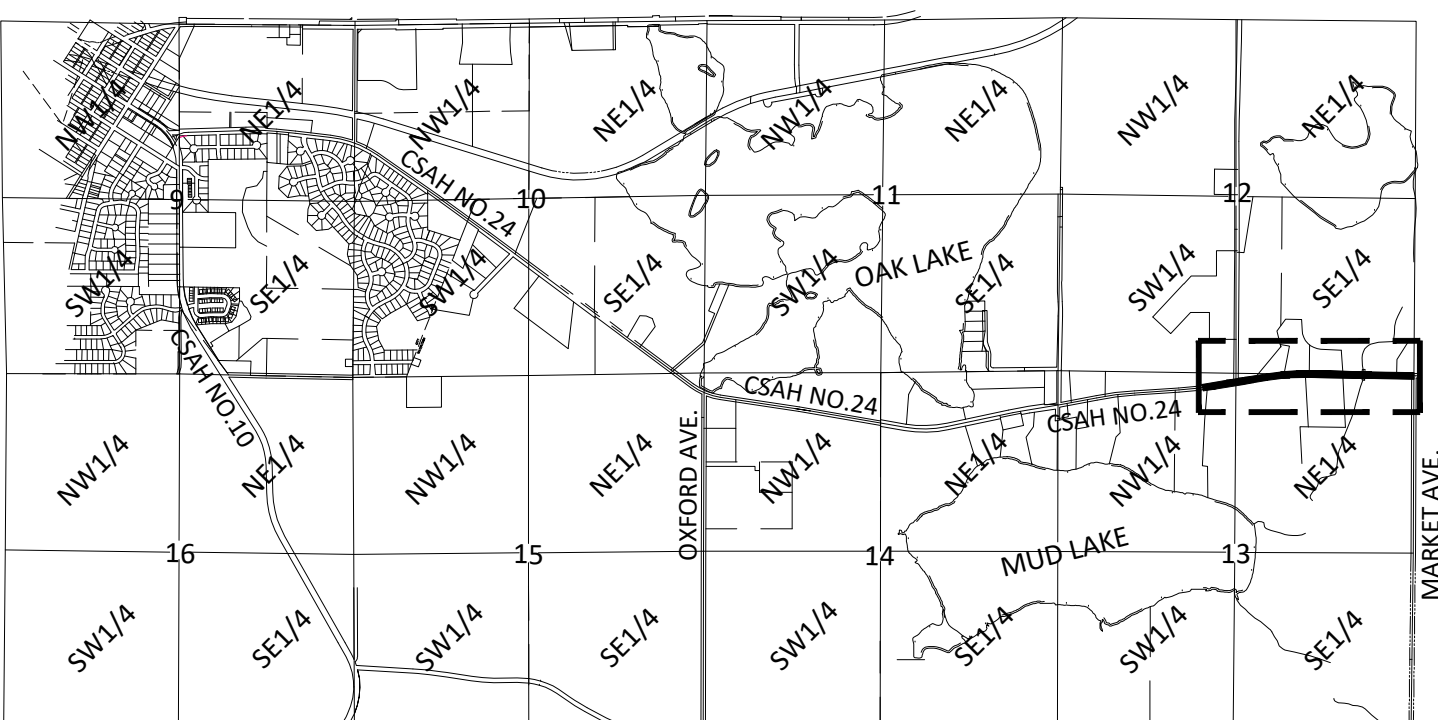 NW1/4
NE1/4
NW1/4
NE1/4
NW1/4
NE1/4
NW1/4
NE1/4
CSAH NO.24
9
10
11
12
SW1/4
SE1/4
SW1/4
SE1/4
SW1/4
OAK LAKE
SE1/4
SW1/4
SE1/4
CSAH NO.10
CSAH NO.24
CSAH NO.24
NW1/4
NE1/4
NW1/4
NE1/4
OXFORD AVE.
NW1/4
NE1/4
NW1/4
NE1/4
MARKET AVE.
16
15
14
MUD LAKE
13
SW1/4
SE1/4
SW1/4
SE1/4
SW1/4
SE1/4
SW1/4
SE1/4